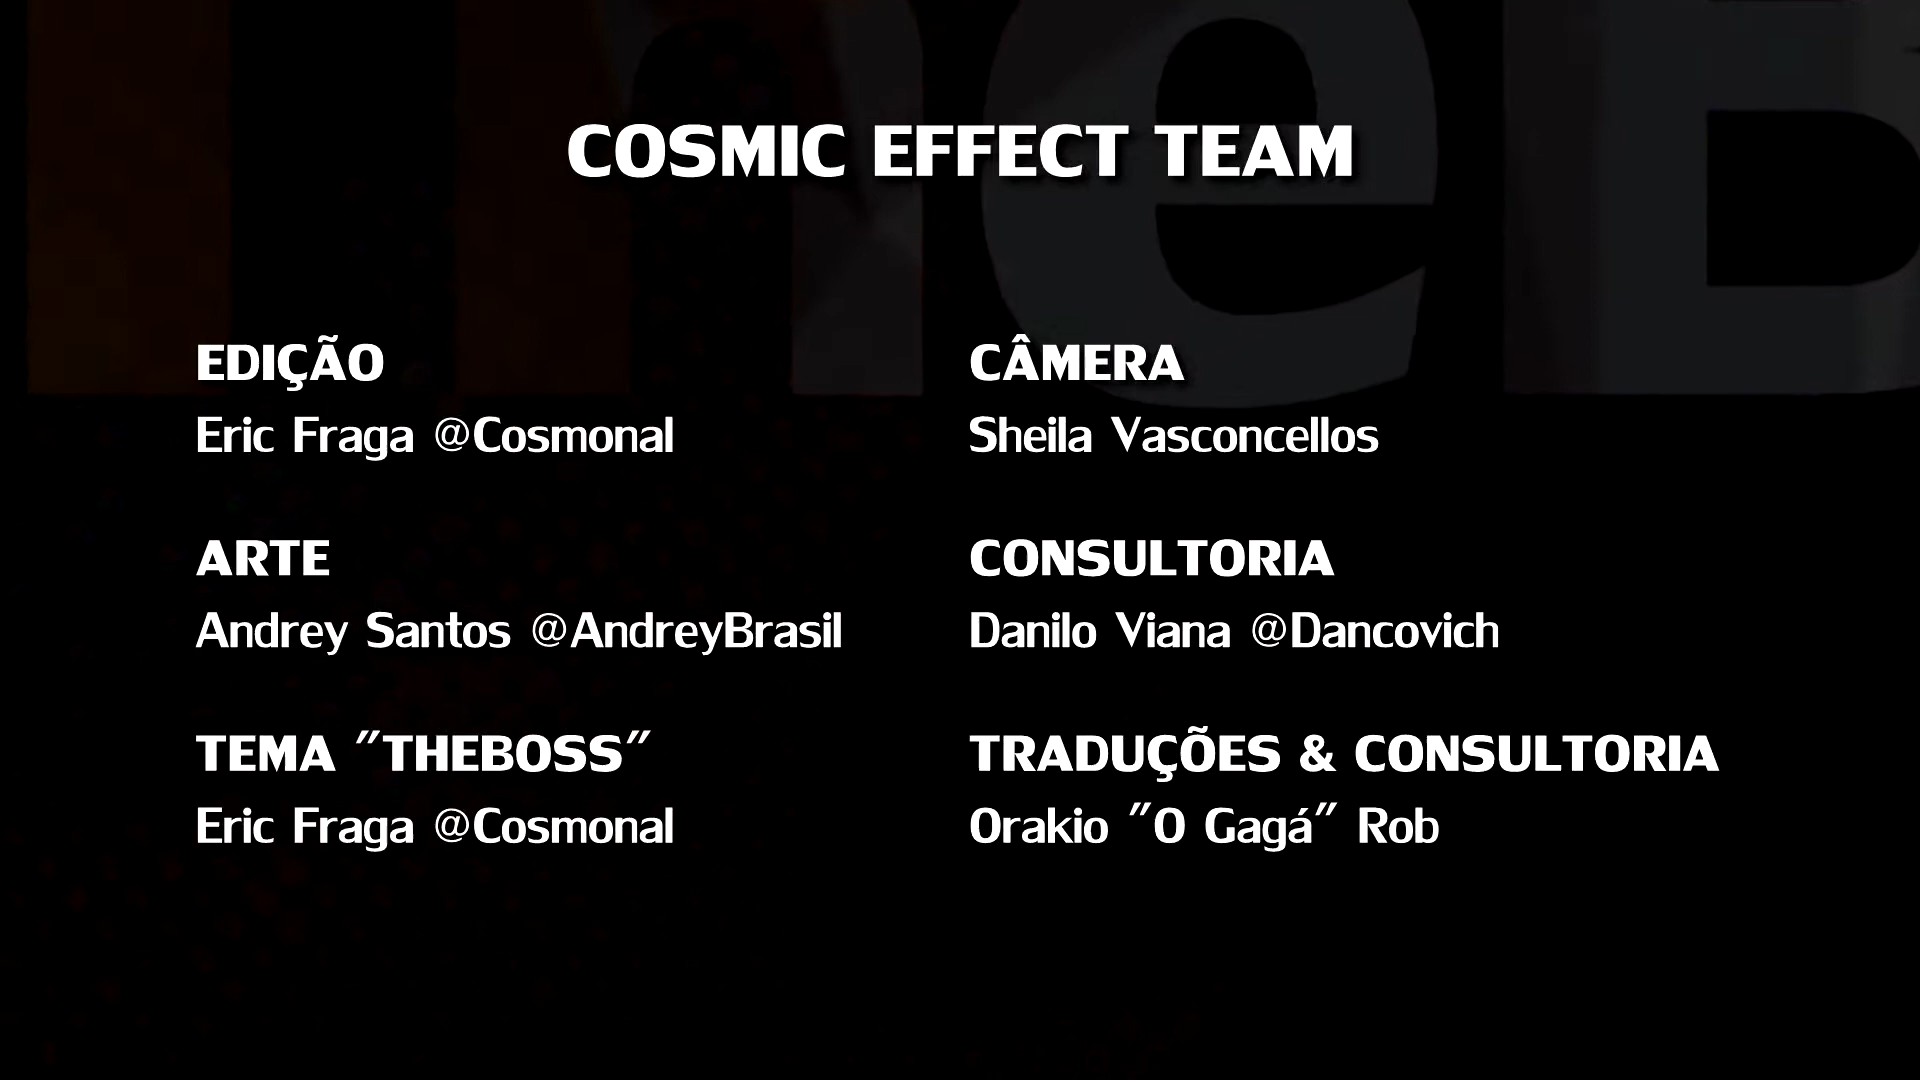 COSMIC EFFECT TEAM
EDIÇÃO
Eric Fraga @Cosmonal
ARTE
Andrey Santos @AndreyBrasil
TEMA "THEBOSS"
Eric Fraga @Cosmonal
CÂMERA
Sheila Vasconcellos
CONSULTORIA
Danilo Viana @Dancovich
TRADUÇÕES & CONSULTORIA
Orakio "O Gagá" Rob